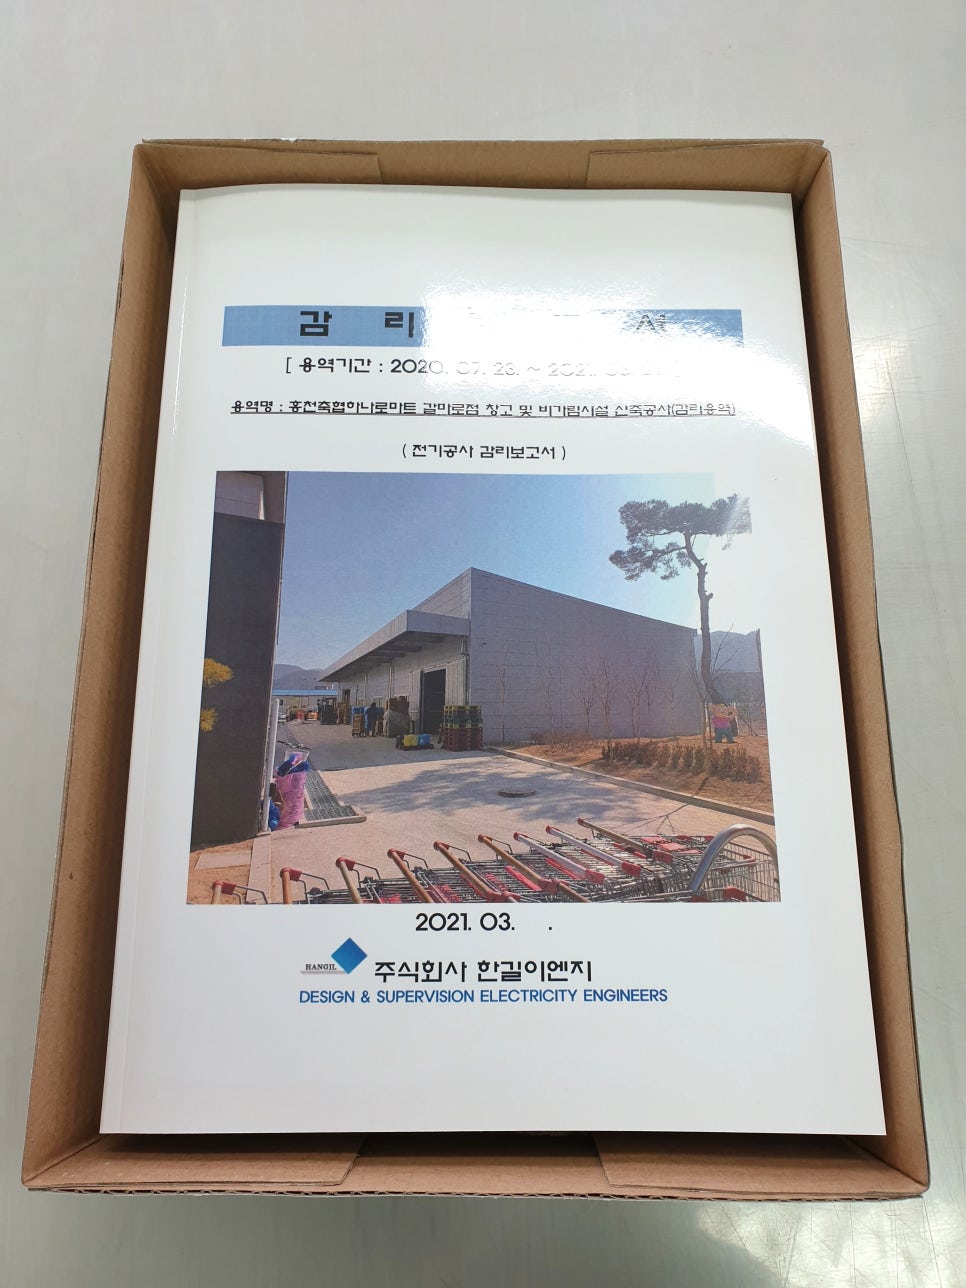 감 리 서
[ 용역기간 : 2020. 07. 23. ~ 2021. 03. ]
용역명 : 홍천축협하나로마트 갈마로점 창고 및 비가림시설 신축공사(감리용역)
( 전기공사 감리보고서 )
2021. 03. .
HANGIL 주식회사 한길이엔지
DESIGN & SUPERVISION ELECTRICITY ENGINEERS